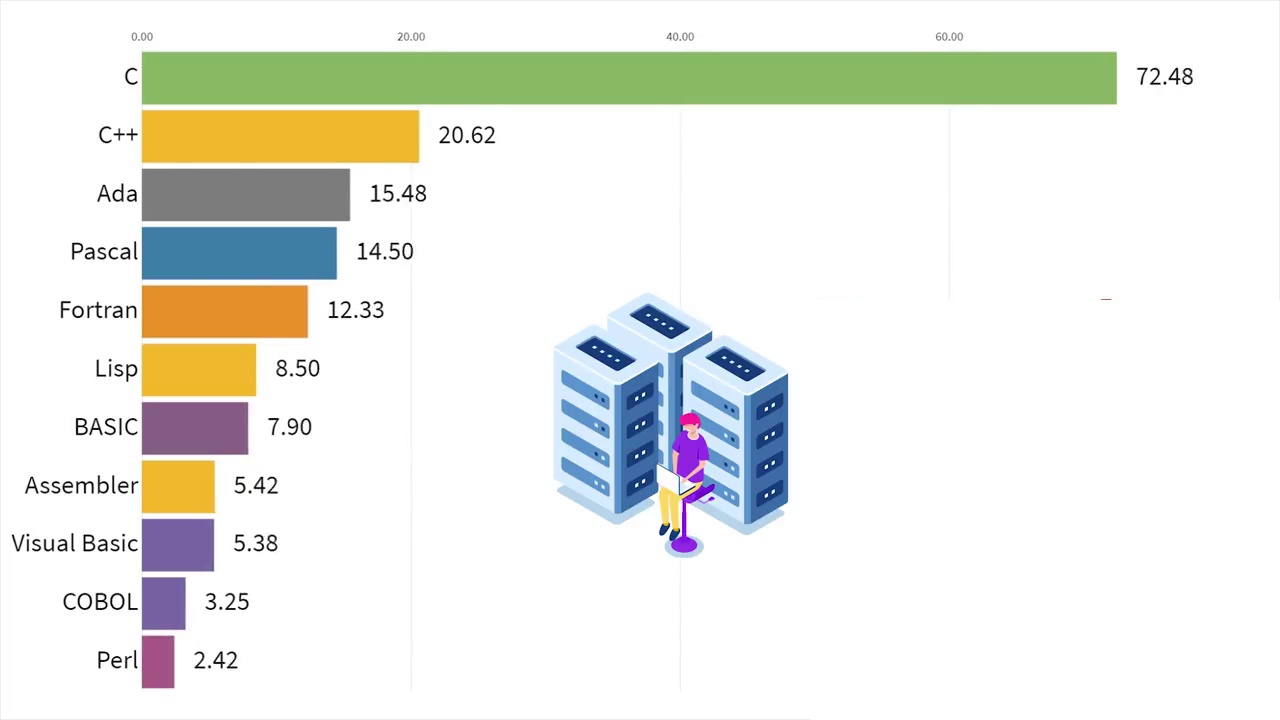 0.00 20.00 40.00 60.00
C 72.48
C++ 20.62
Ada 15.48
Pascal 14.50
Fortran 12.33
Lisp 8.50
BASIC 7.90
Assembler 5.42
Visual Basic 5.38
COBOL 3.25
Perl 2.42